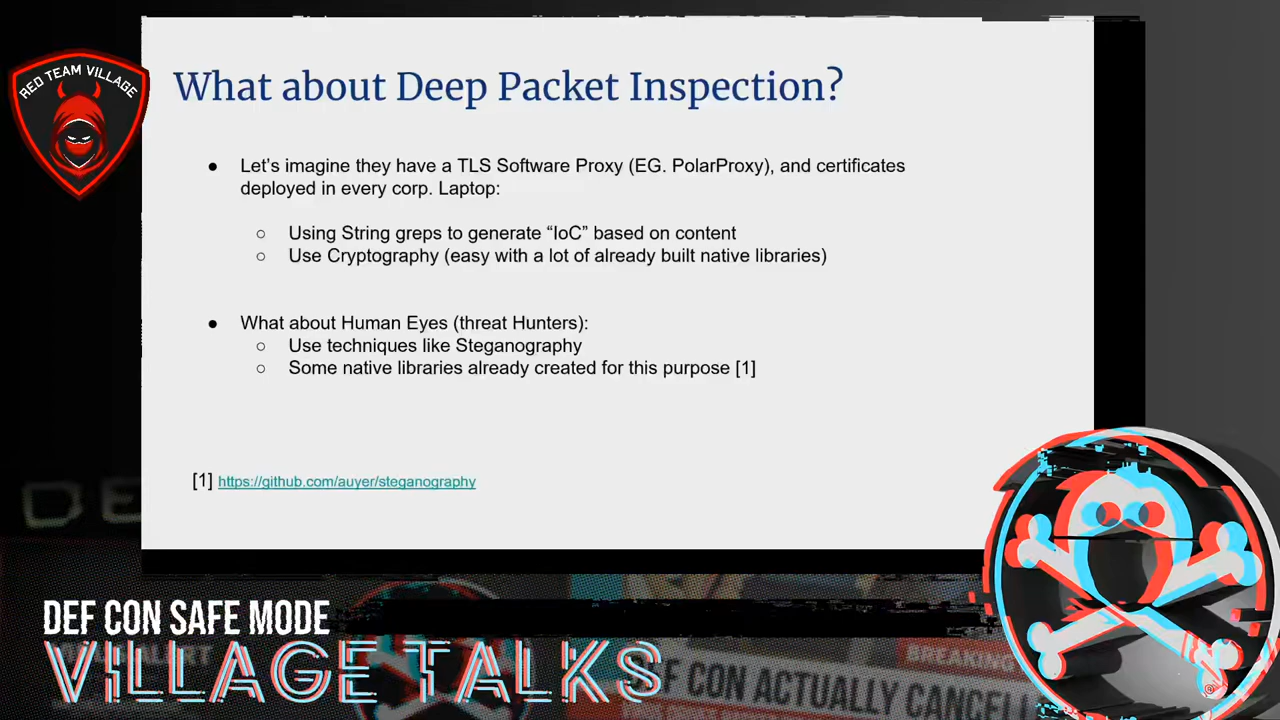 RED TEAM VILLAGE
What about Deep Packet Inspection?
● Let's imagine they have a TLS Software Proxy (EG. PolarProxy), and certificates
deployed in every corp. Laptop:
○ Using String greps to generate “IoC” based on content
○ Use Cryptography (easy with a lot of already built native libraries)
● What about Human Eyes (threat Hunters):
○ Use techniques like Steganography
○ Some native libraries already created for this purpose [1]
[1] https://github.com/auyer/steganography
DE
DEF CON SAFE MODE
VILLAGE TALKS
BREAKING
DEF CON ACTUALLY CANCEL